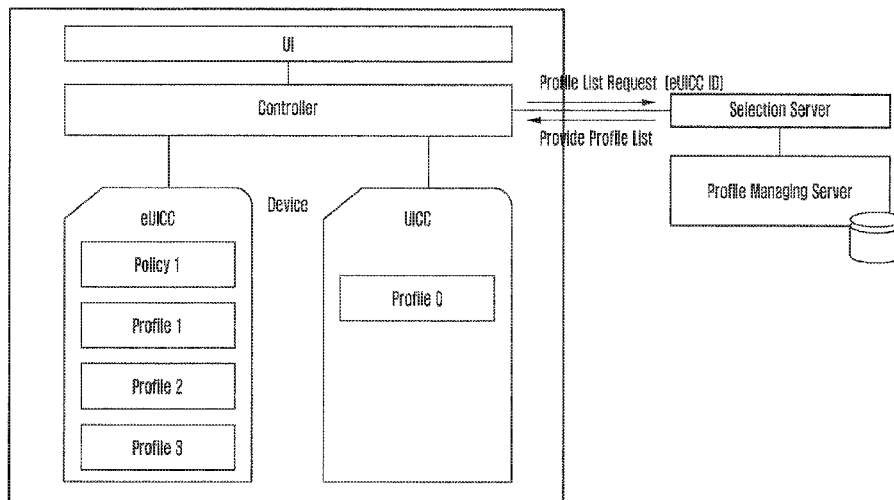 UI
Controller
Profile List Request (eUICC ID)
Provide Profile List
Selection Server
Profile Managing Server
Device
eUICC
Policy 1
Profile 1
Profile 2
Profile 3
UICC
Profile 0